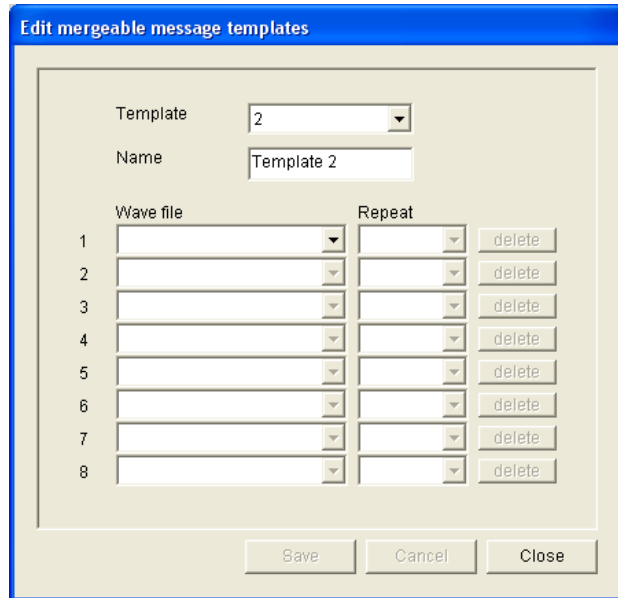 Edit mergeable message templates
Template 2
Name Template 2
Wave file Repeat
1 delete
2 delete
3 delete
4 delete
5 delete
6 delete
7 delete
8 delete
Save Cancel Close